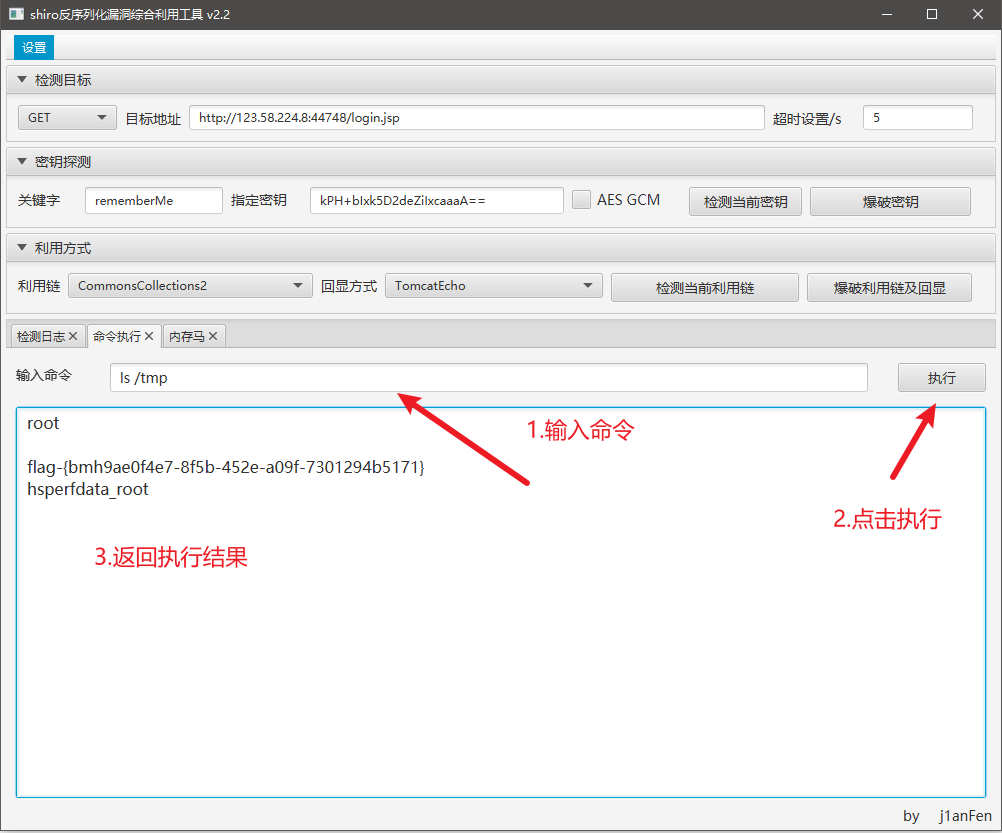 shiro反序列化漏洞综合利用工具 v2.2
设置
检测目标
GET 目标地址 http://123.58.224.8:44748/login.jsp 超时设置/s 5
密钥探测
关键字 rememberMe 指定密钥 kPH+bIxk5D2deZiIxcaaaA== AES GCM 检测当前密钥 爆破密钥
利用方式
利用链 CommonsCollections2 回显方式 TomcatEcho 检测当前利用链 爆破利用链及回显
检测日志 命令执行 内存马
输入命令 ls /tmp 执行
root
1.输入命令
flag-{bmh9ae0f4e7-8f5b-452e-a09f-7301294b5171}
hsperfdata_root
2.点击执行
3.返回执行结果
by j1anFen